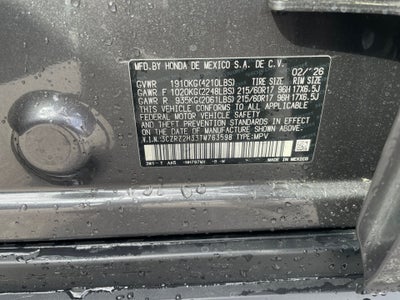 MFD.BY HONDA DE MEXICO S.A. DE C.V.
02/'26
GVWR 1910KG(4210LBS) TIRE SIZE RIM SIZE
GAWR F 1020KG(2248LBS) 215/60R17 96H 17X6.5J
GAWR R 935KG(2061LBS) 215/60R17 96H 17X6.5J
THIS VEHICLE CONFORMS TO ALL APPLICABLE
FEDERAL MOTOR VEHICLE SAFETY AND THEFT
PREVENTION STANDARDS IN EFFECT ON THE DATE
OF MANUFACTURE SHOWN ABOVE.
V.I.N.:3CZRZ2H33TM763598 TYPE:MPV
MADE IN MEXICO